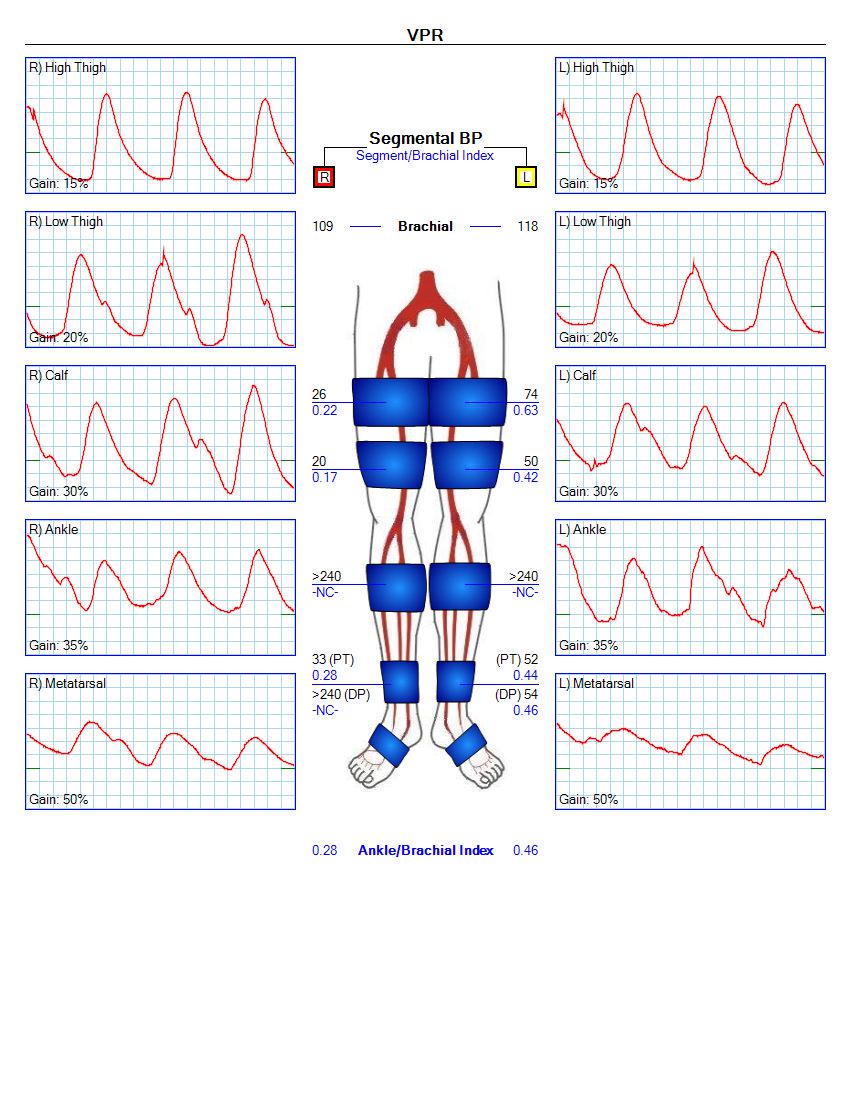 VPR
R) High Thigh
Gain: 15%
R) Low Thigh
Gain: 20%
R) Calf
Gain: 30%
R) Ankle
Gain: 35%
R) Metatarsal
Gain: 50%
Segmental BP
Segment/Brachial Index
R L
109 Brachial 118
26 74
0.22 0.63
20 50
0.17 0.42
>240 >240
-NC- -NC-
33 (PT) (PT) 52
0.28 0.44
>240 (DP) (DP) 54
-NC- 0.46
0.28 Ankle/Brachial Index 0.46
L) High Thigh
Gain: 15%
L) Low Thigh
Gain: 20%
L) Calf
Gain: 30%
L) Ankle
Gain: 35%
L) Metatarsal
Gain: 50%